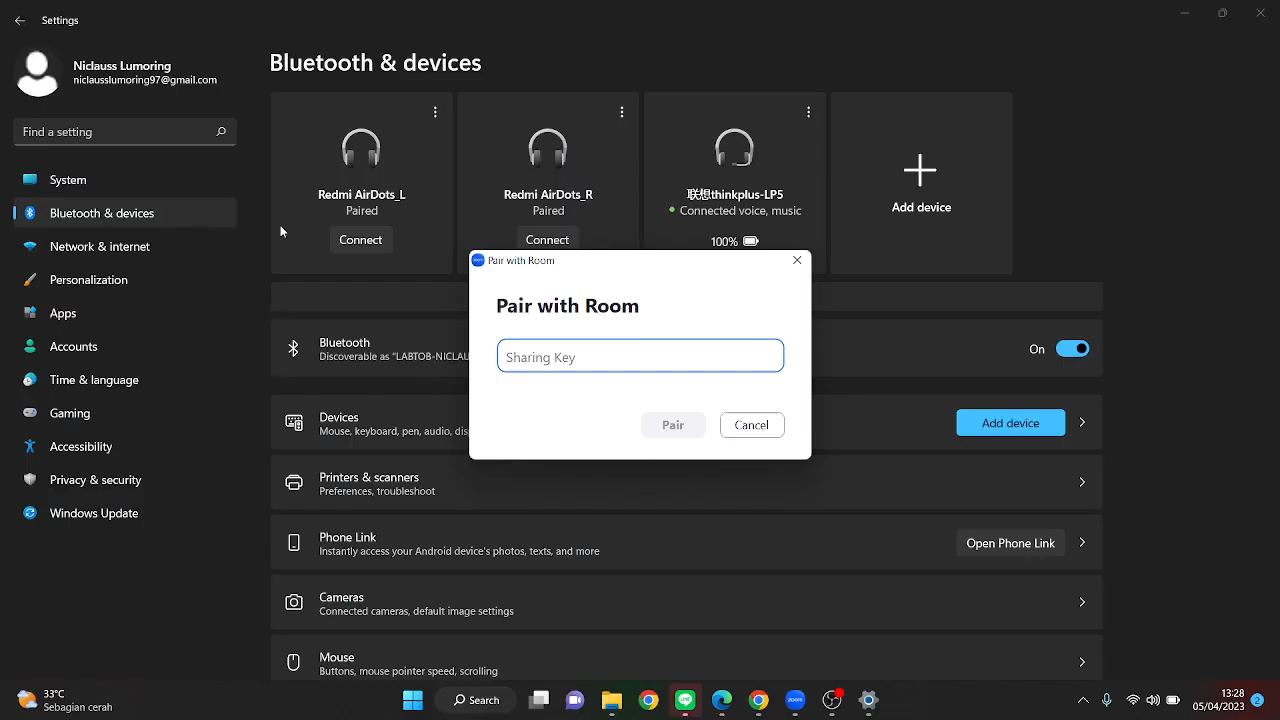 Settings
Niclauss Lumoring
niclausslumoring97@gmail.com
Find a setting
System
Bluetooth & devices
Network & internet
Personalization
Apps
Accounts
Time & language
Gaming
Accessibility
Privacy & security
Windows Update
Bluetooth & devices
Redmi AirDots_L
Paired
Connect
Redmi AirDots_R
Paired
Connect
联想thinkplus-LP5
Connected voice, music
100%
Add device
Pair with Room
Pair with Room
Sharing Key
Pair
Cancel
Bluetooth
Discoverable as "LABTOB-NICLAU
On
Devices
Mouse, keyboard, pen, audio, dis
Add device
Printers & scanners
Preferences, troubleshoot
Phone Link
Instantly access your Android device's photos, texts, and more
Open Phone Link
Cameras
Connected cameras, default image settings
Mouse
Buttons, mouse pointer speed, scrolling
33°C
Sebagian cerah
Search
zoom
13:28
05/04/2023
2